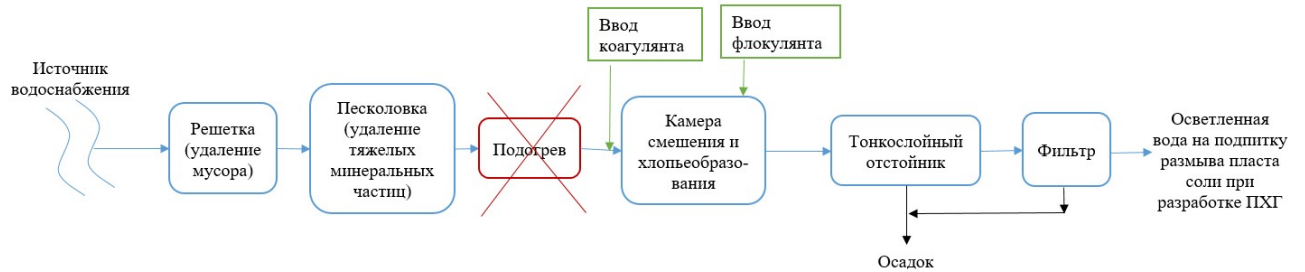 Источник
водоснабжения
Решетка
(удаление
мусора)
Песколовка
(удаление
тяжелых
минеральных
частиц)
Подогрев
Ввод
коагулянта
Ввод
флокулянта
Камера
смешения и
хлопьеобразо-
вания
Тонкослойный
отстойник
Фильтр
Осветленная
вода на подпитку
размыва пласта
соли при
разработке ПХГ
Осадок